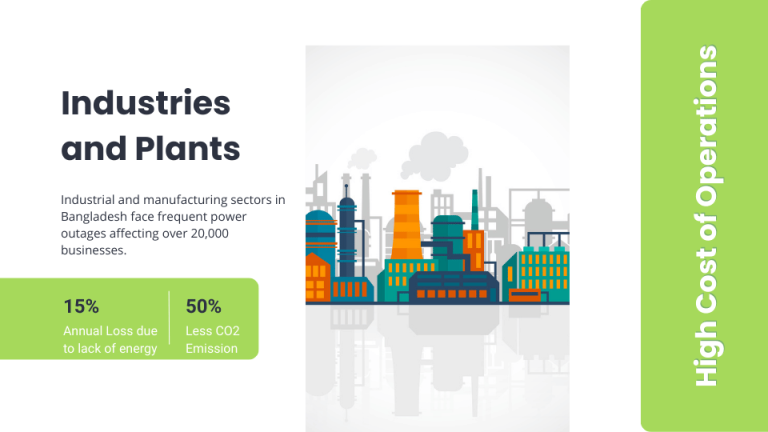 Industries
and Plants
Industrial and manufacturing sectors in
Bangladesh face frequent power
outages affecting over 20,000
businesses.
15%
Annual Loss due
to lack of energy
50%
Less CO2
Emission
High Cost of Operations